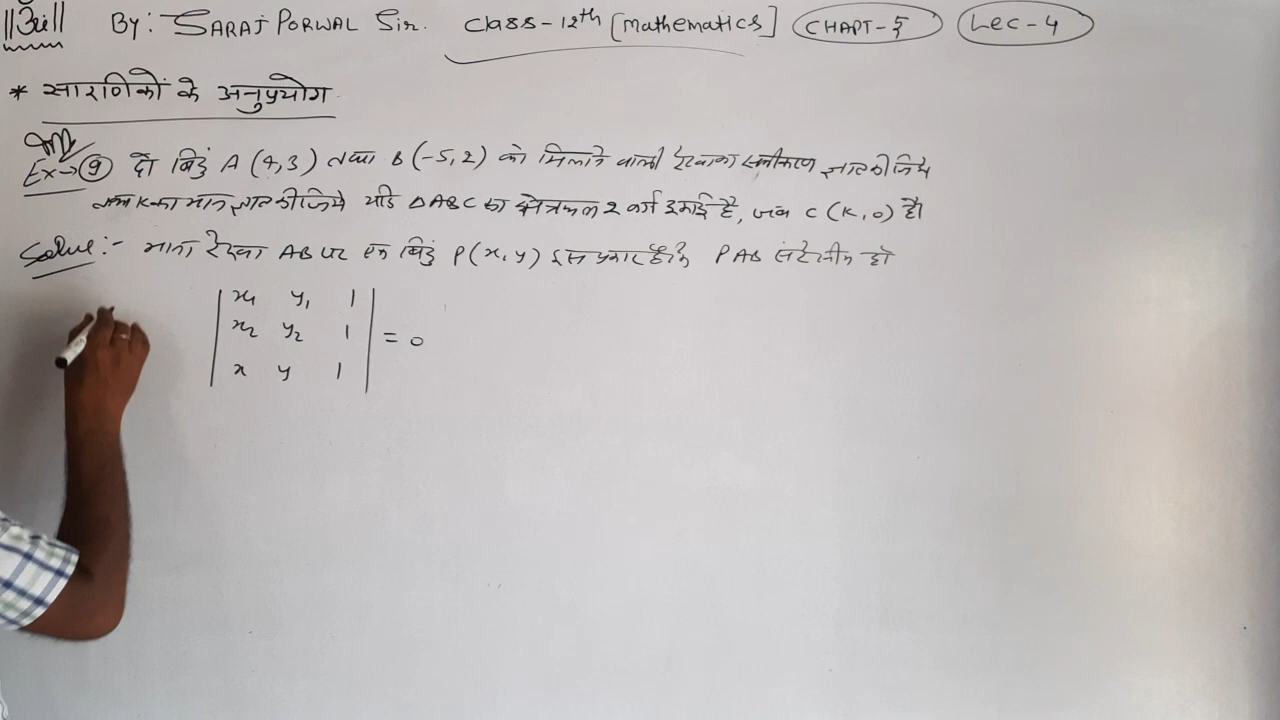 ||ॐ|| By: SARAJ PORWAL Sir. Class-12th [Mathematics] CHAPT-5 Lec-4
* सारणिकों के अनुप्रयोग
Ex→ 9 दो बिंदु A (4,3) तथा B (-5,2) को मिलाने वाली रेखा का समीकरण ज्ञात कीजिये
तथा K का मान ज्ञात कीजिये यदि ΔABC का क्षेत्रफल 2 वर्ग इकाई है, जब C (K,0) है।
Solve:- माना रेखा AB पर एक बिंदु P(x,y) इस प्रकार है कि PAB संरेखीय हो
| x₁ y₁ 1 |
| x₂ y₂ 1 | = 0
| x y 1 |